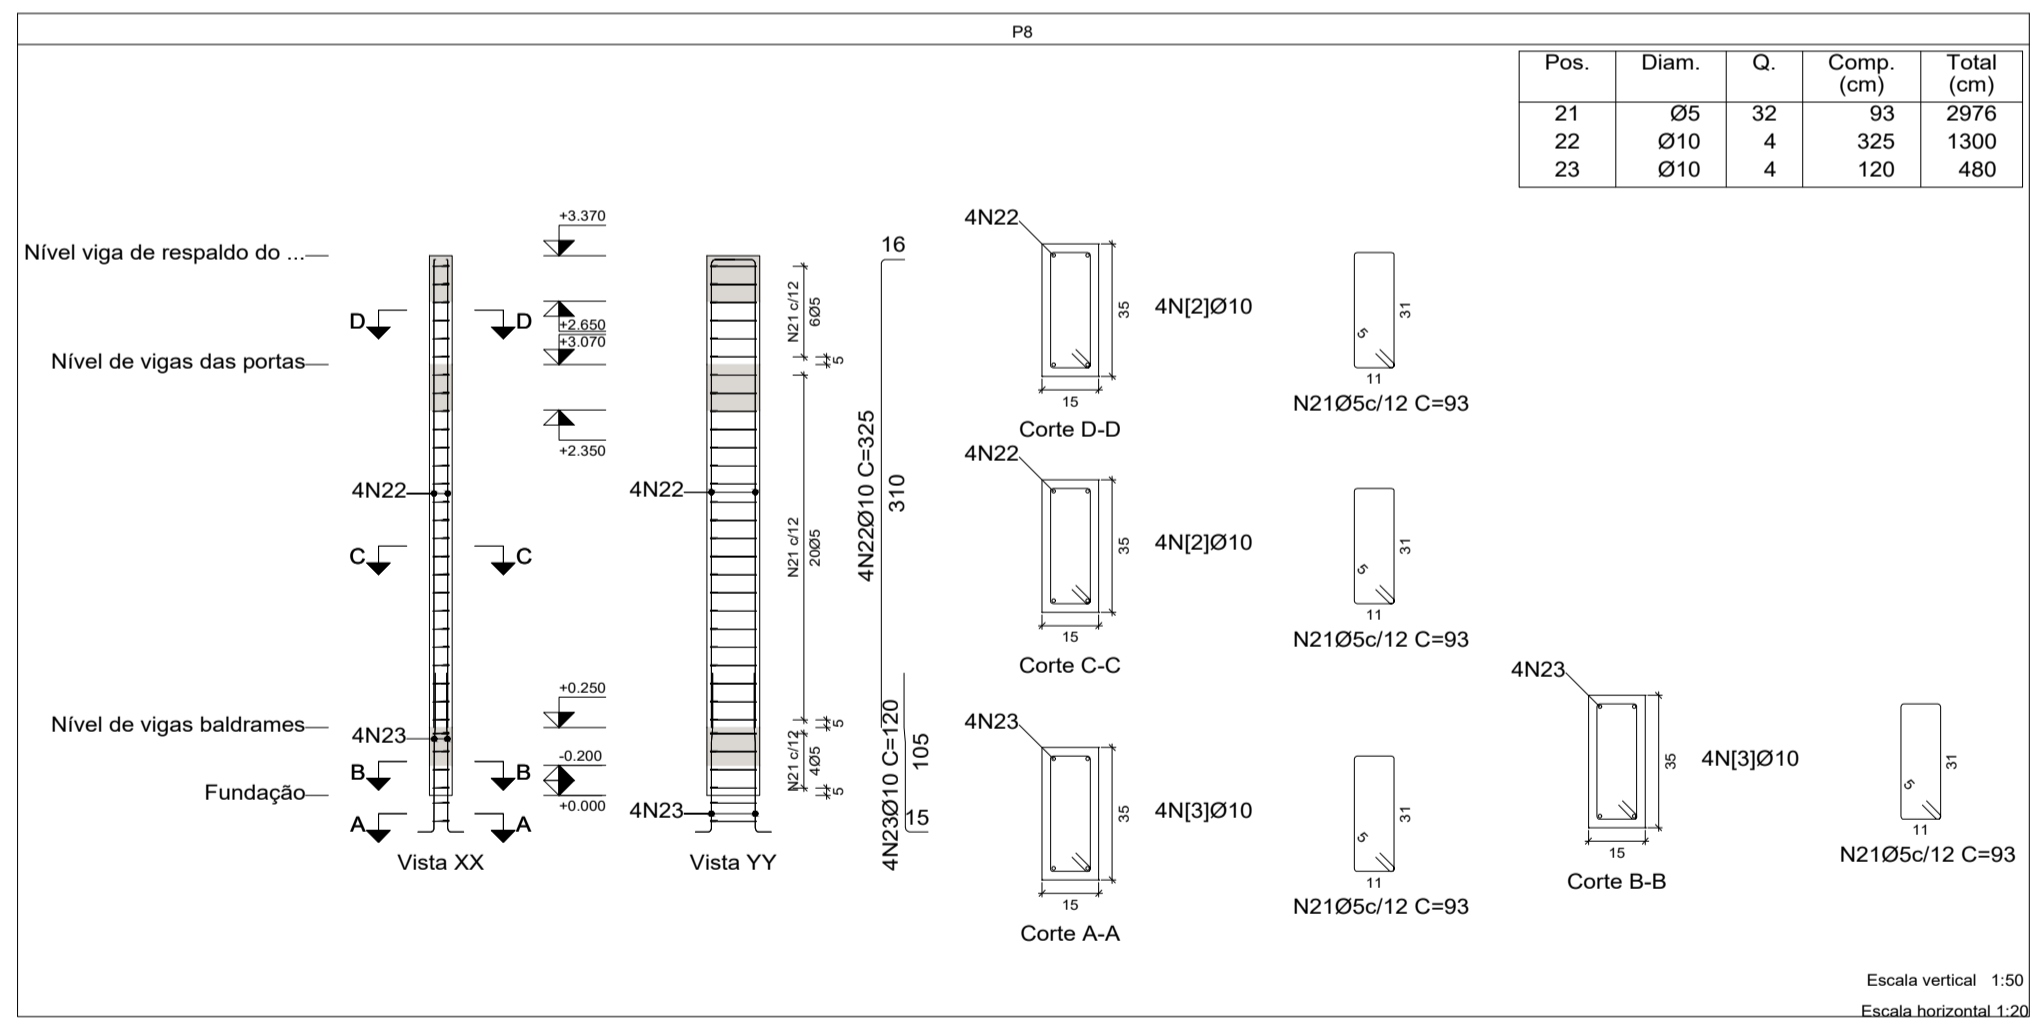 P8
Pos. Diam. Q. Comp. (cm) Total (cm)
21 Ø5 32 93 2976
22 Ø10 4 325 1300
23 Ø10 4 120 480
Nível viga de respaldo do ...
Nível de vigas das portas
Nível de vigas baldrames
Fundação
D D
4N22
C C
4N23
B B
A A
Vista XX
+3.370
+2.650
+3.070
+2.350
+0.250
-0.200
+0.000
4N22
4N23
Vista YY
N21 c/12
6Ø5
5
N21 c/12
20Ø5
5
N21 c/12
4Ø5
5
16
4N22Ø10 C=325
310
4N23Ø10 C=120
105
15
4N22
35
15
4N[2]Ø10
Corte D-D
5
31
11
N21Ø5c/12 C=93
4N22
35
15
4N[2]Ø10
Corte C-C
5
31
11
N21Ø5c/12 C=93
4N23
35
15
4N[3]Ø10
Corte A-A
5
31
11
N21Ø5c/12 C=93
4N23
35
15
4N[3]Ø10
Corte B-B
5
31
11
N21Ø5c/12 C=93
Escala vertical 1:50
Escala horizontal 1:20